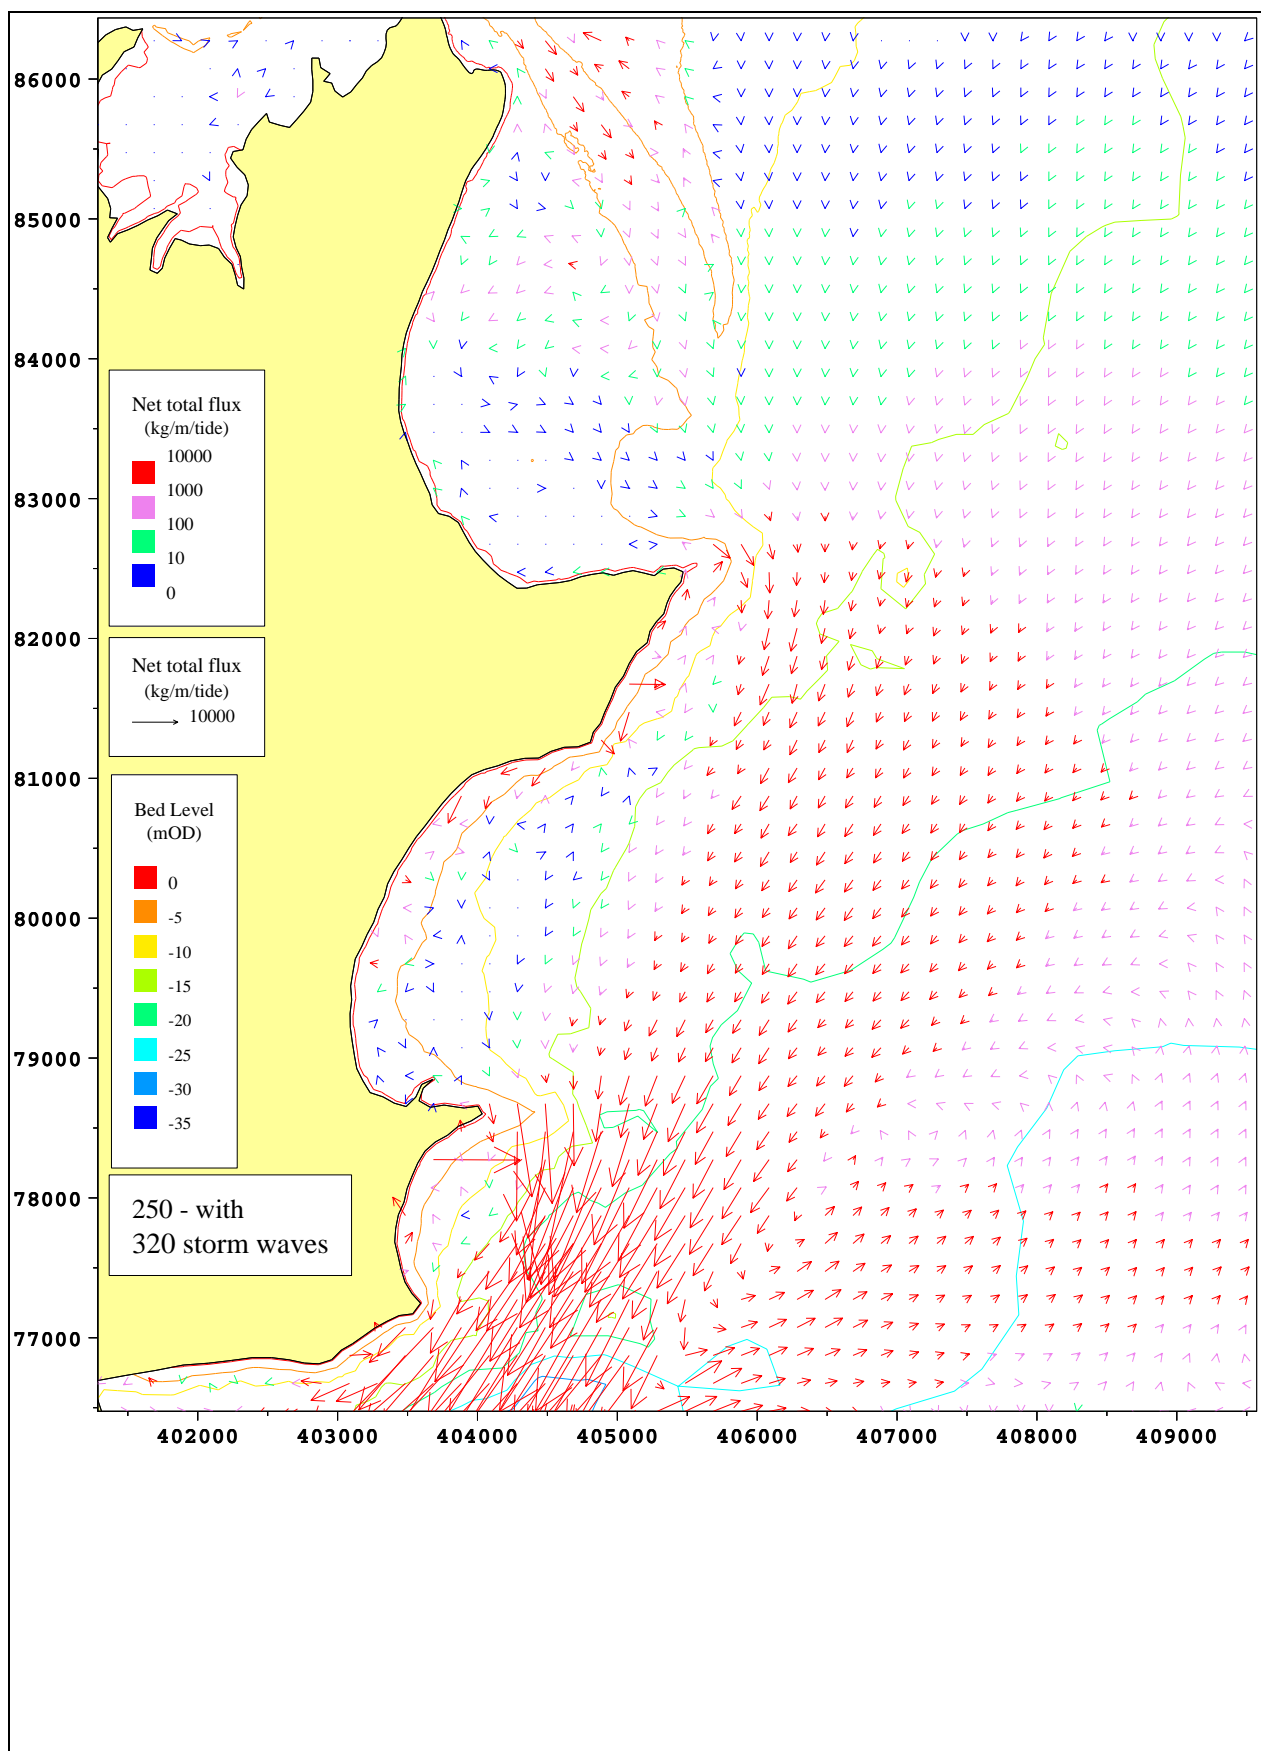 86000
85000
84000
83000
82000
81000
80000
79000
78000
77000
Net total flux
(kg/m/tide)
10000
1000
100
10
0
Net total flux
(kg/m/tide)
10000
Bed Level
(mOD)
0
-5
-10
-15
-20
-25
-30
-35
250 - with
320 storm waves
402000 403000 404000 405000 406000 407000 408000 409000